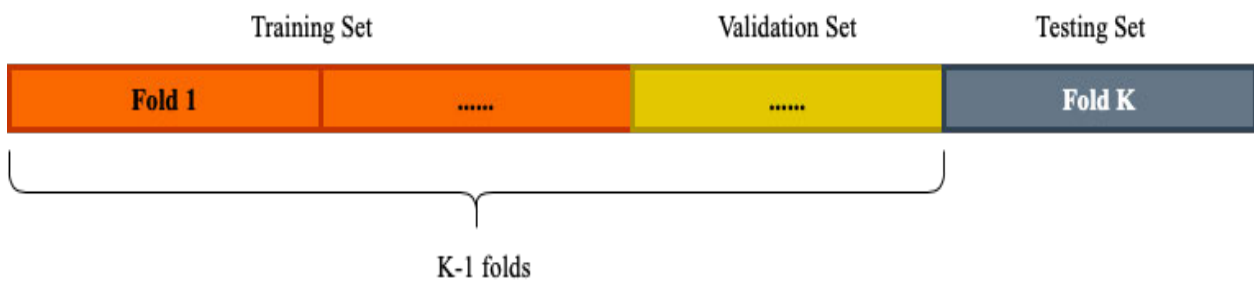 Training Set
Validation Set
Testing Set
Fold 1
......
......
Fold K
K-1 folds